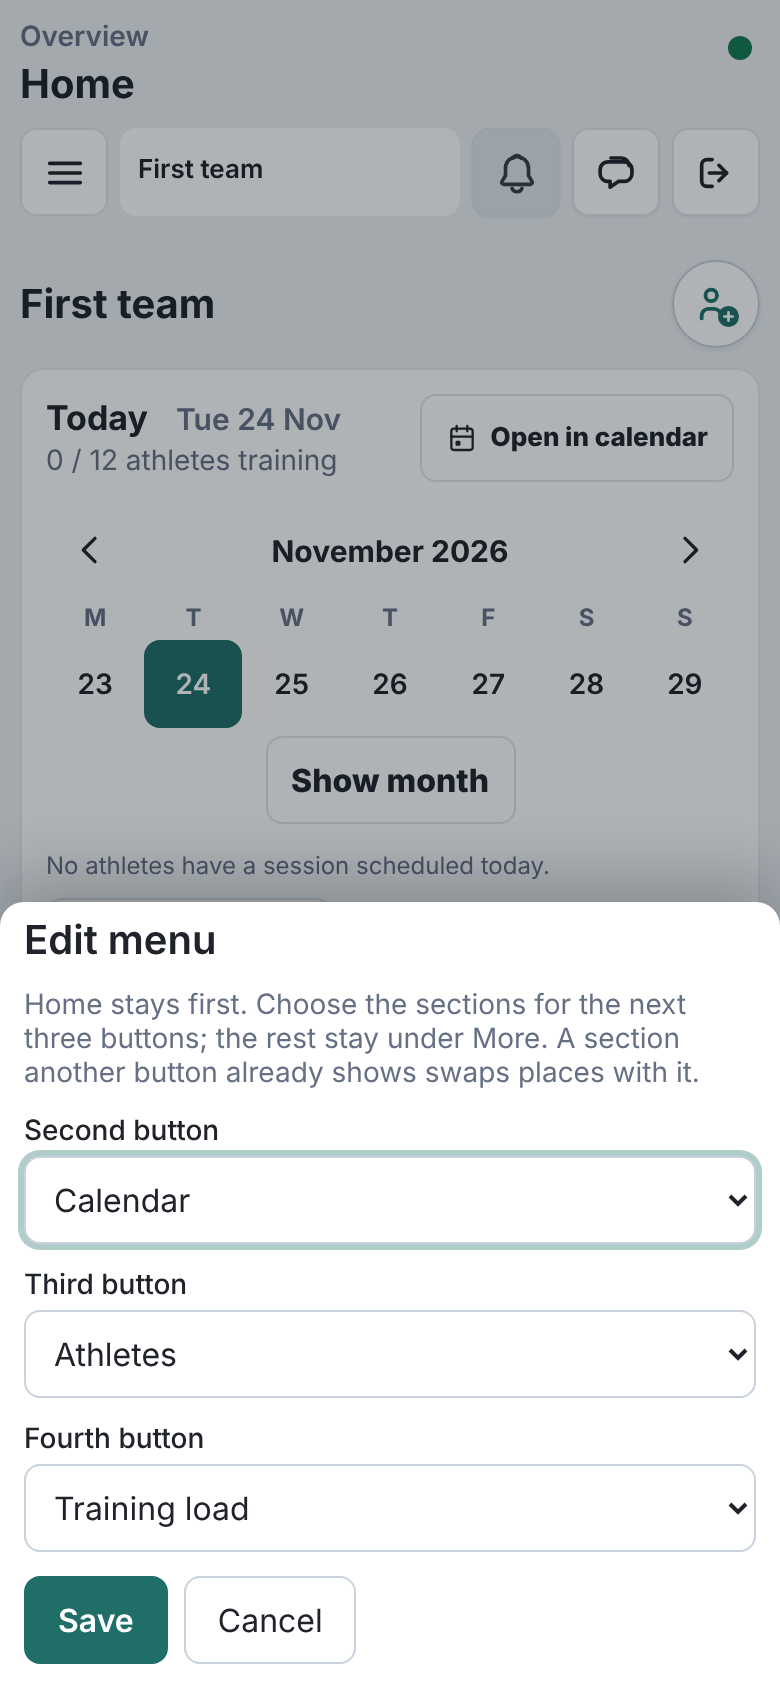 Overview
Home
First team
First team
Today Tue 24 Nov
0 / 12 athletes training
Open in calendar
November 2026
M T W T F S S
23 24 25 26 27 28 29
Show month
No athletes have a session scheduled today.
Edit menu
Home stays first. Choose the sections for the next
three buttons; the rest stay under More. A section
another button already shows swaps places with it.
Second button
Calendar
Third button
Athletes
Fourth button
Training load
Save Cancel